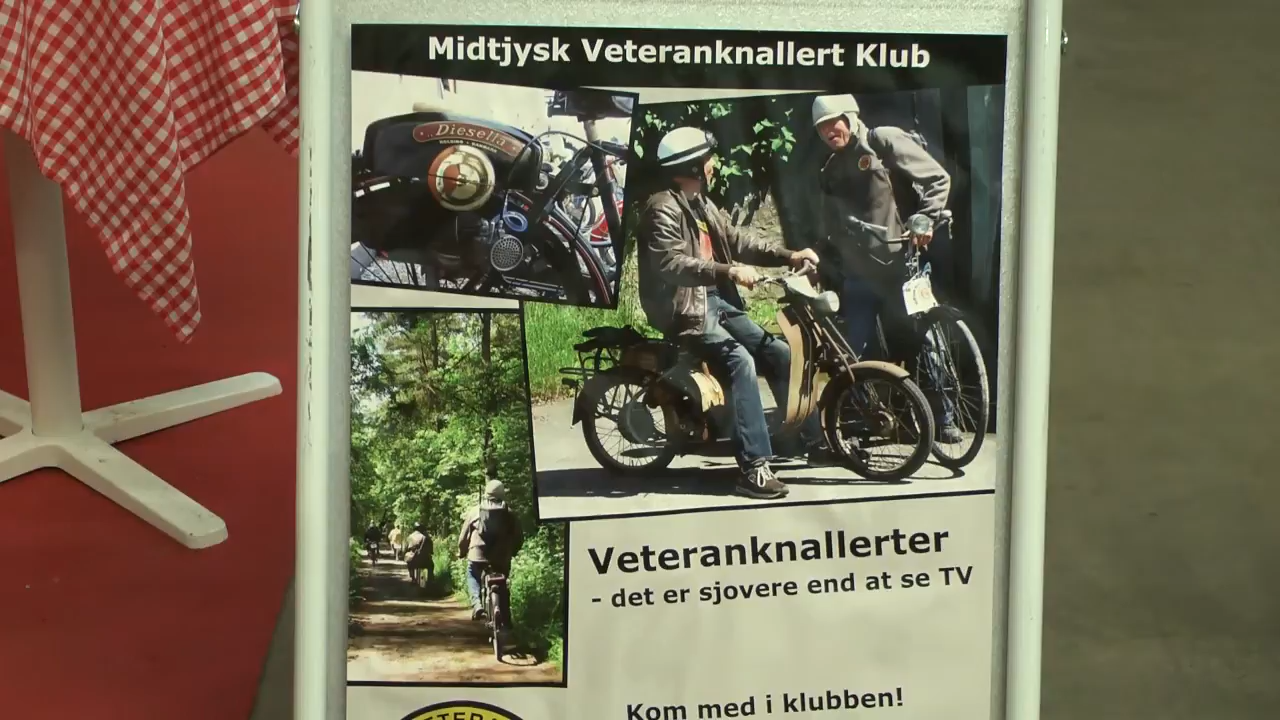 Midtjysk Veteranknallert Klub
Diesella
Veteranknallerter
- det er sjovere end at se TV
Kom med i klubben!